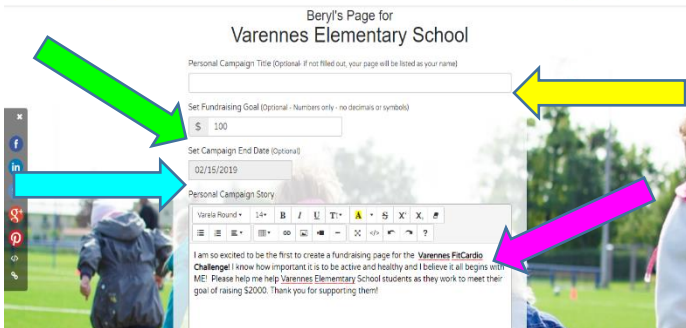 Beryl's Page for
Varennes Elementary School
Personal Campaign Title (Optional- if not filled out, your page will be listed as your name)
Set Fundraising Goal (Optional - Numbers only - no decimals or symbols)
$ 100
Set Campaign End Date (Optional)
02/15/2019
Personal Campaign Story
Varela Round 14 B I U T A S X X
?
I am so excited to be the first to create a fundraising page for the Varennes FitCardio
Challenge! I know how important it is to be active and healthy and I believe it all begins with
ME! Please help me help Varennes Elememtary School students as they work to meet their
goal of raising $2000. Thank you for supporting them!